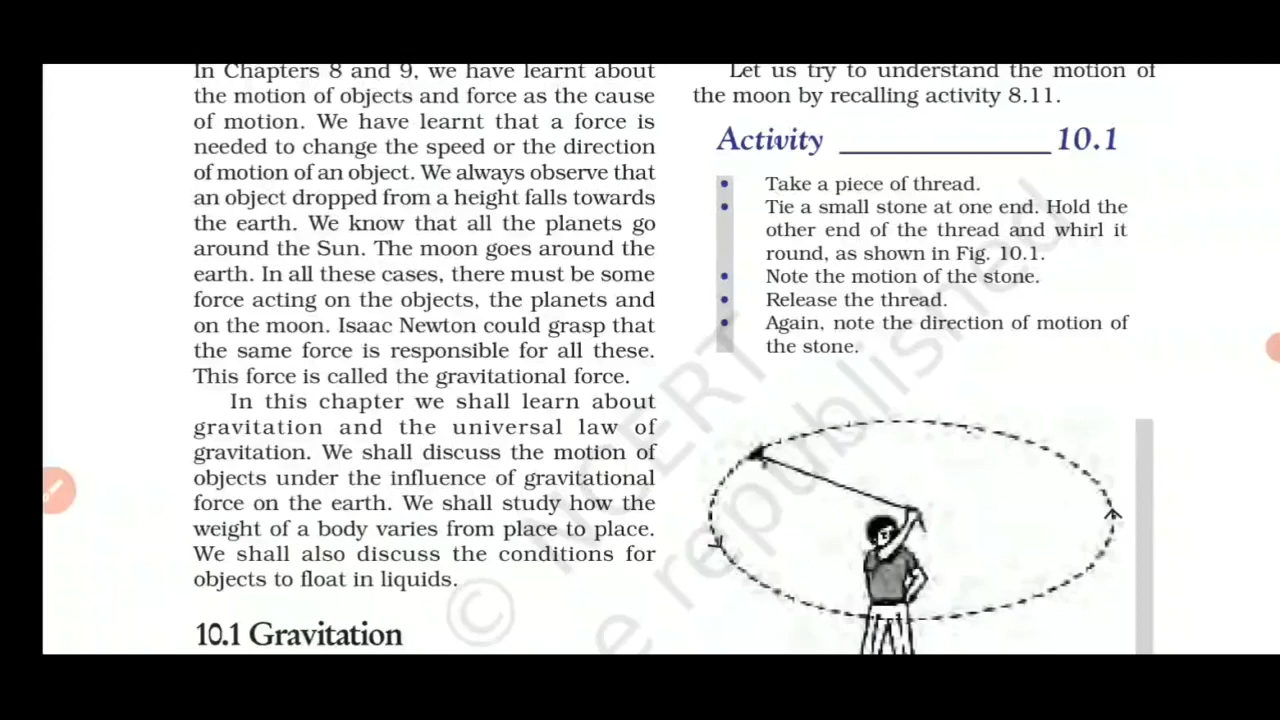 In Chapters 8 and 9, we have learnt about
the motion of objects and force as the cause
of motion. We have learnt that a force is
needed to change the speed or the direction
of motion of an object. We always observe that
an object dropped from a height falls towards
the earth. We know that all the planets go
around the Sun. The moon goes around the
earth. In all these cases, there must be some
force acting on the objects, the planets and
on the moon. Isaac Newton could grasp that
the same force is responsible for all these.
This force is called the gravitational force.
In this chapter we shall learn about
gravitation and the universal law of
gravitation. We shall discuss the motion of
objects under the influence of gravitational
force on the earth. We shall study how the
weight of a body varies from place to place.
We shall also discuss the conditions for
objects to float in liquids.
10.1 Gravitation
Let us try to understand the motion of
the moon by recalling activity 8.11.
Activity ______________ 10.1
• Take a piece of thread.
• Tie a small stone at one end. Hold the
other end of the thread and whirl it
round, as shown in Fig. 10.1.
• Note the motion of the stone.
• Release the thread.
• Again, note the direction of motion of
the stone.
© NCERT
e republished